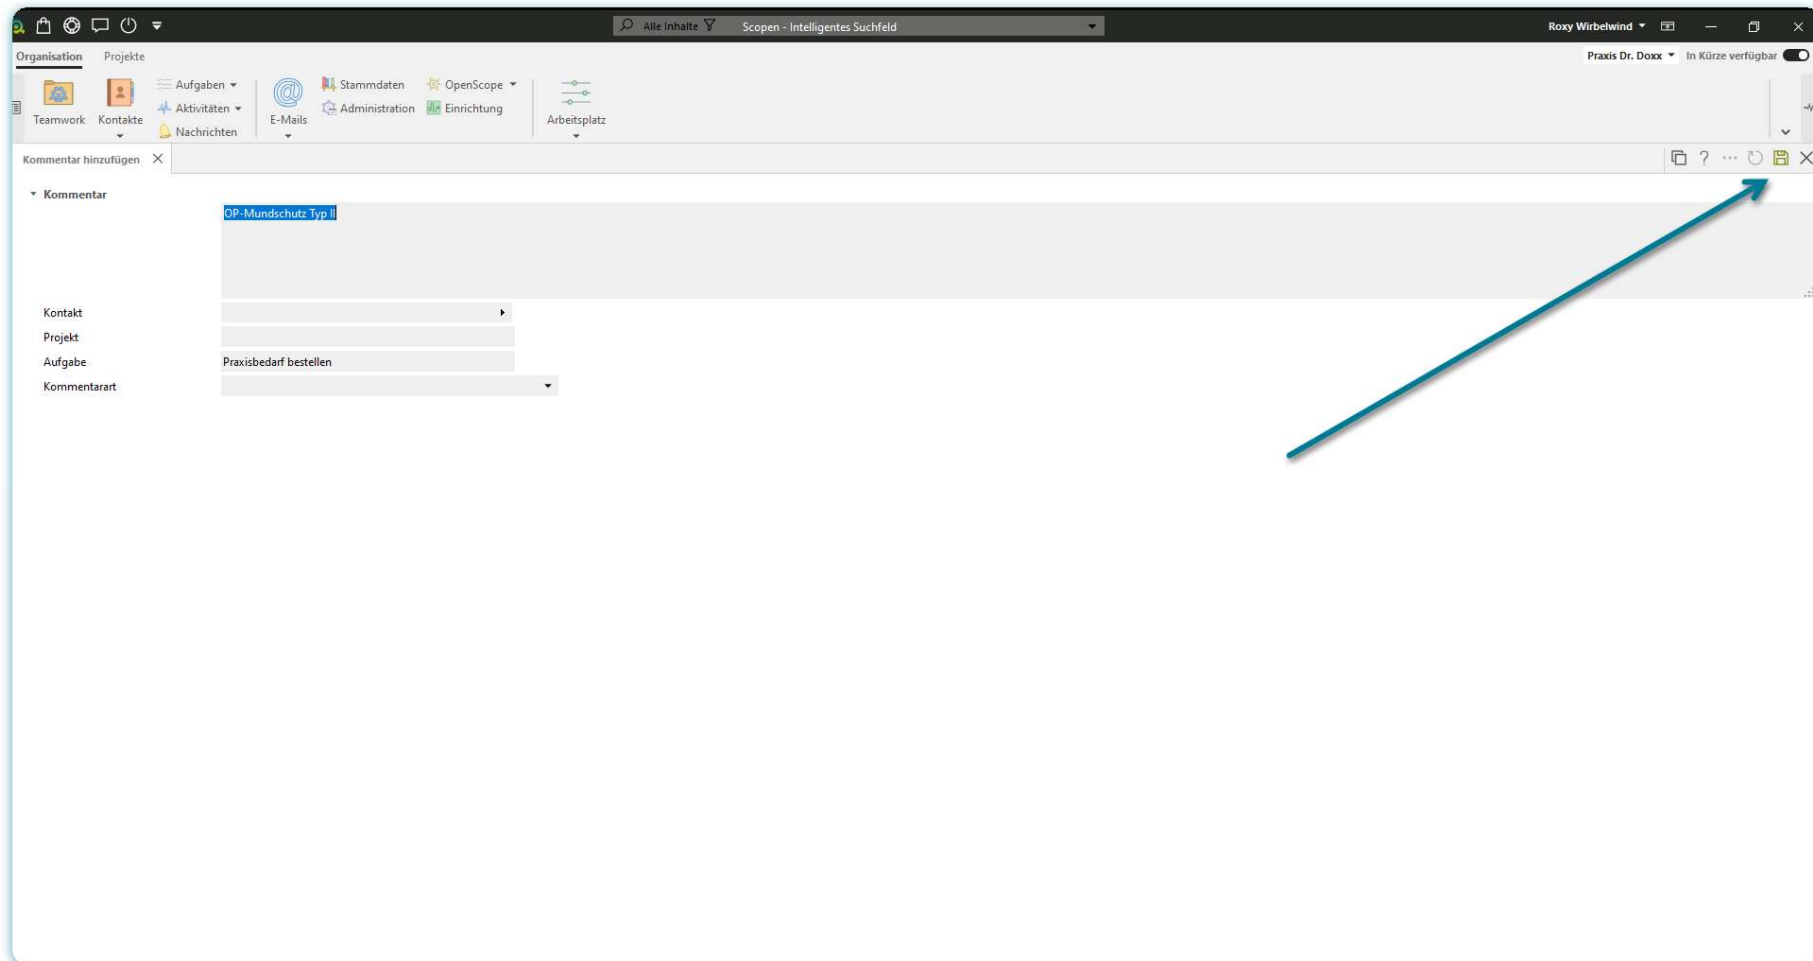 Alle Inhalte Scopen - Intelligentes Suchfeld Roxy Wirbelwind
Organisation Projekte Praxis Dr. Doxx In Kürze verfügbar
Teamwork Kontakte Aufgaben
Aktivitäten
Nachrichten
E-Mails
Stammdaten OpenScope
Administration Einrichtung
Arbeitsplatz
Kommentar hinzufügen ?
Kommentar
OP-Mundschutz Typ II
Kontakt
Projekt
Aufgabe Praxisbedarf bestellen
Kommentarart